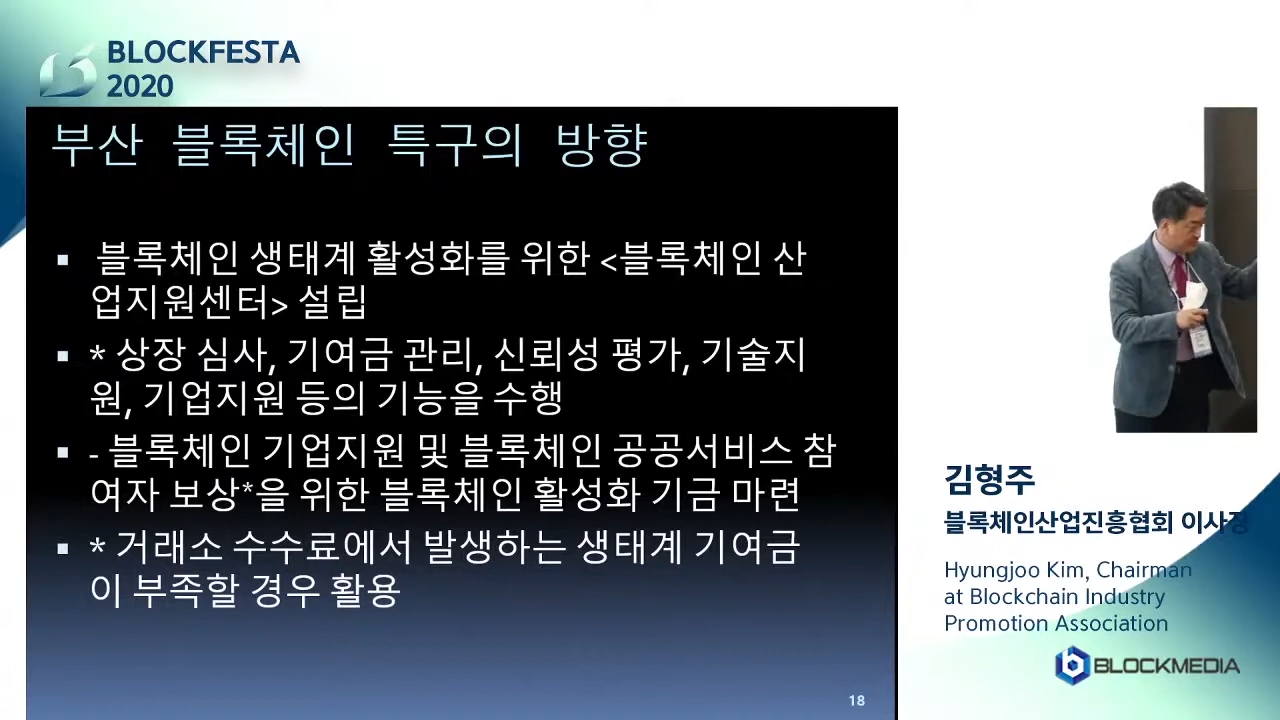 BLOCKFESTA
2020
부산 블록체인 특구의 방향
▪ 블록체인 생태계 활성화를 위한 <블록체인 산
업지원센터> 설립
▪ * 상장 심사, 기여금 관리, 신뢰성 평가, 기술지
원, 기업지원 등의 기능을 수행
▪ - 블록체인 기업지원 및 블록체인 공공서비스 참
여자 보상*을 위한 블록체인 활성화 기금 마련
▪ * 거래소 수수료에서 발생하는 생태계 기여금
이 부족할 경우 활용
18
김형주
블록체인산업진흥협회 이사장
Hyungjoo Kim, Chairman
at Blockchain Industry
Promotion Association
BLOCKMEDIA